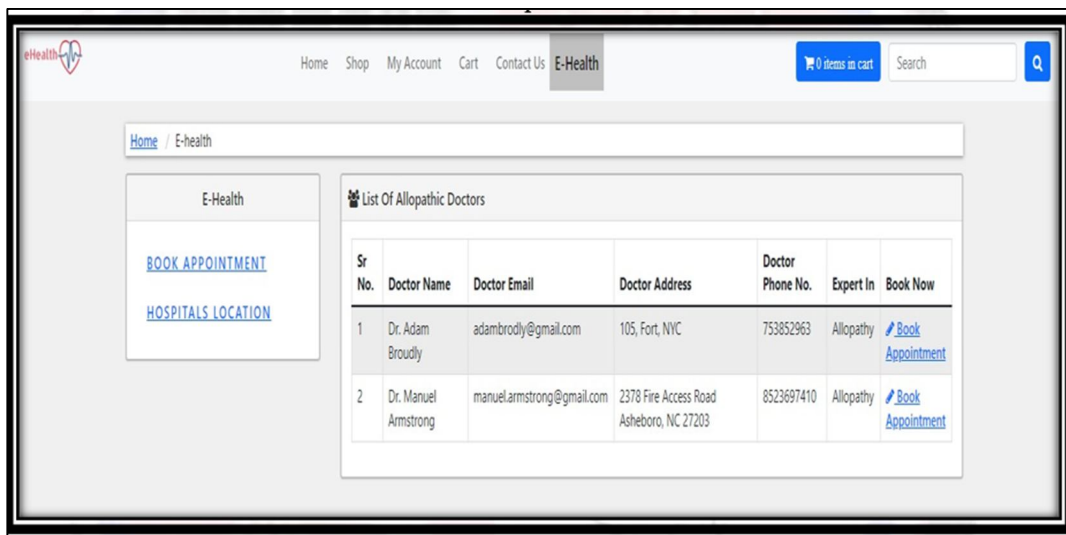 eHealth
Home Shop My Account Cart Contact Us E-Health
0 items in cart
Search
Home / E-health
E-Health
BOOK APPOINTMENT
HOSPITALS LOCATION
List Of Allopathic Doctors
Sr No. Doctor Name Doctor Email Doctor Address Doctor Phone No. Expert In Book Now
1 Dr. Adam Broudly adambrodly@gmail.com 105, Fort, NYC 753852963 Allopathy Book Appointment
2 Dr. Manuel Armstrong manuel.armstrong@gmail.com 2378 Fire Access Road Asheboro, NC 27203 8523697410 Allopathy Book Appointment